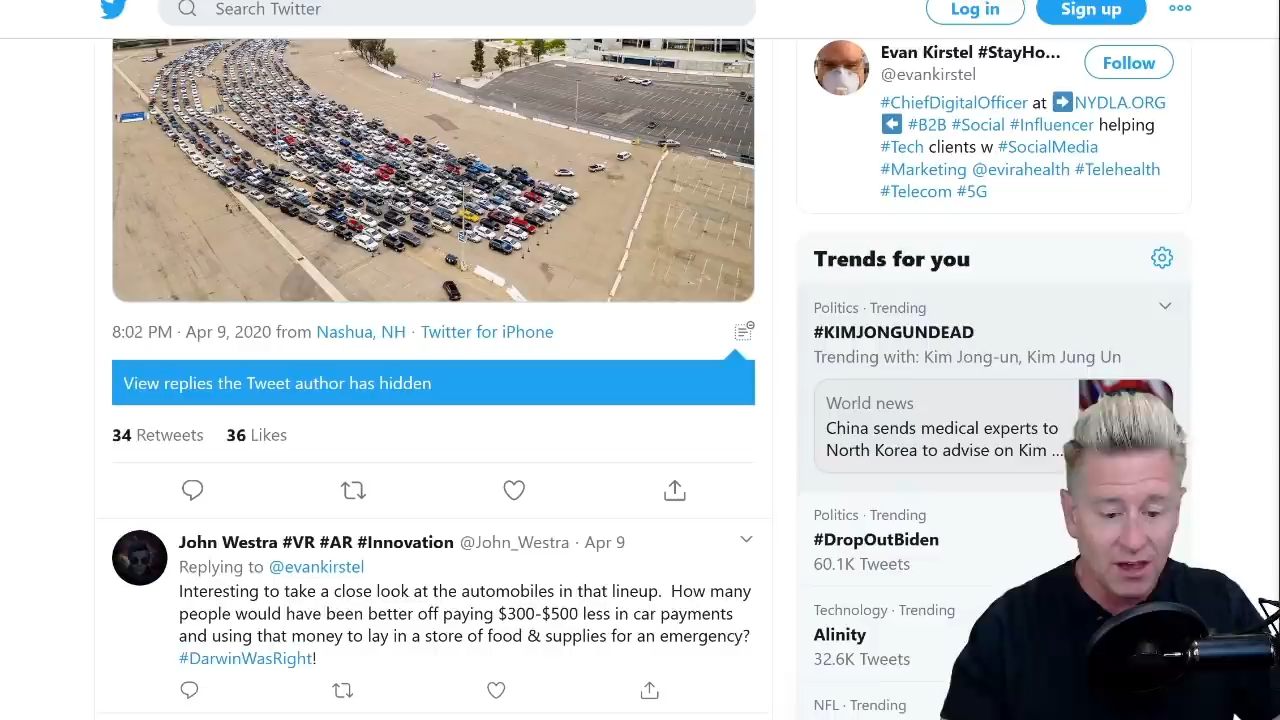 Search Twitter
Log in
Sign up
8:02 PM · Apr 9, 2020 from Nashua, NH · Twitter for iPhone
View replies the Tweet author has hidden
34 Retweets 36 Likes
John Westra #VR #AR #Innovation @John_Westra · Apr 9
Replying to @evankirstel
Interesting to take a close look at the automobiles in that lineup. How many
people would have been better off paying $300-$500 less in car payments
and using that money to lay in a store of food & supplies for an emergency?
#DarwinWasRight!
Evan Kirstel #StayHo...
@evankirstel
Follow
#ChiefDigitalOfficer at ➡NYDLA.ORG
⬅ #B2B #Social #Influencer helping
#Tech clients w #SocialMedia
#Marketing @evirahealth #Telehealth
#Telecom #5G
Trends for you
Politics · Trending
#KIMJONGUNDEAD
Trending with: Kim Jong-un, Kim Jung Un
World news
China sends medical experts to
North Korea to advise on Kim ...
Politics · Trending
#DropOutBiden
60.1K Tweets
Technology · Trending
Alinity
32.6K Tweets
NFL · Trending